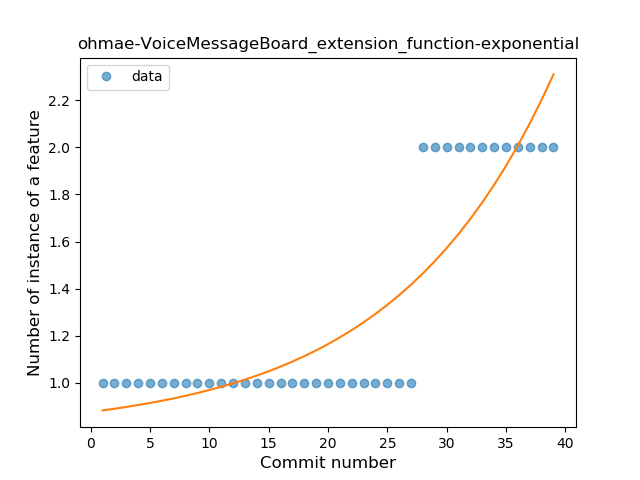 ohmae-VoiceMessageBoard_extension_function-exponential
data
Number of instance of a feature
2.2
2.0
1.8
1.6
1.4
1.2
1.0
0 5 10 15 20 25 30 35 40
Commit number